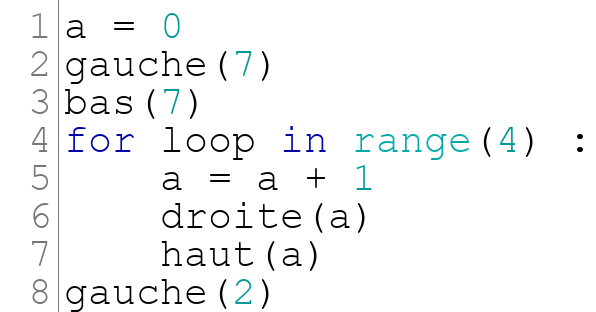 1 a = 0
2 gauche(7)
3 bas(7)
4 for loop in range(4) :
5     a = a + 1
6     droite(a)
7     haut(a)
8 gauche(2)